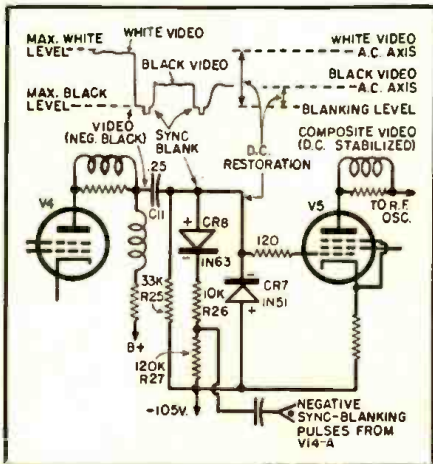 MAX. WHITE
LEVEL
WHITE VIDEO
WHITE VIDEO
A.C. AXIS
BLACK VIDEO
BLACK VIDEO
A.C. AXIS
MAX. BLACK
LEVEL
BLANKING LEVEL
VIDEO
(NEG. BLACK)
SYNC
BLANK
D.C.
RESTORATION
COMPOSITE VIDEO
(D.C. STABILIZED)
.25
C11
V4
V5
TO R.F.
OSC.
+
CR8
-
1N63
120
-
CR7
1N51
+
33K
R25
10K
R26
B+
120K
R27
-105V.
NEGATIVE
SYNC-BLANKING
PULSES FROM
V14-A